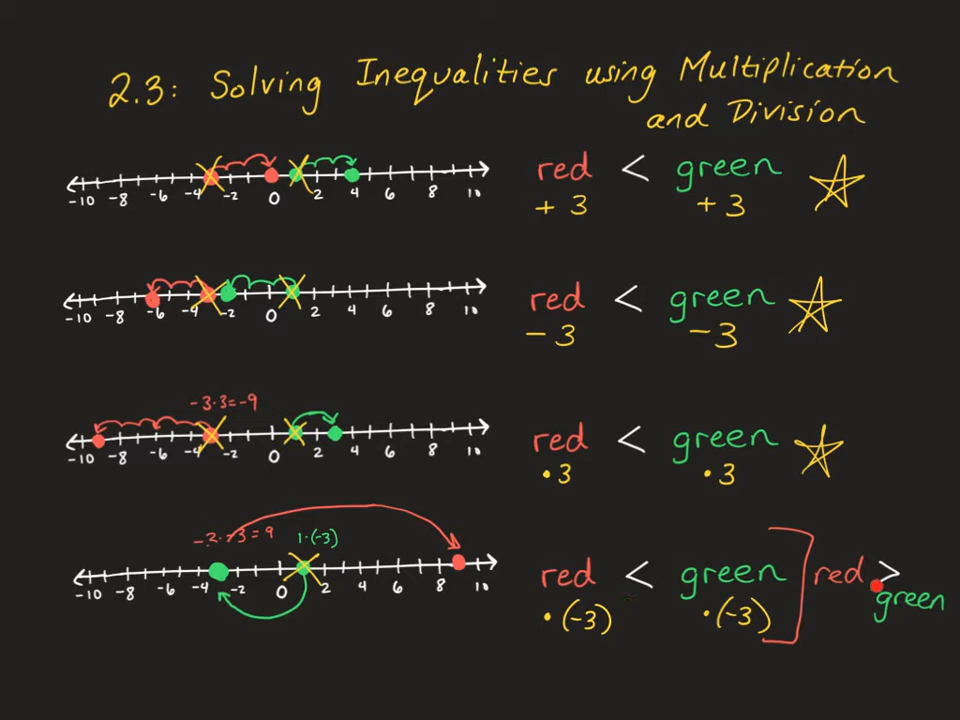 2.3: Solving Inequalities using Multiplication
and Division
-10 -8 -6 -4 -2 0 2 4 6 8 10
red < green
+ 3 + 3
-10 -8 -6 -4 -2 0 2 4 6 8 10
red < green
- 3 - 3
-3·3=-9
-10 -8 -6 -4 -2 0 2 4 6 8 10
red < green
·3 ·3
-3·-3=9 1·(-3)
-10 -8 -6 -4 -2 0 2 4 6 8 10
red < green ] red >
green
·(-3) ·(-3)